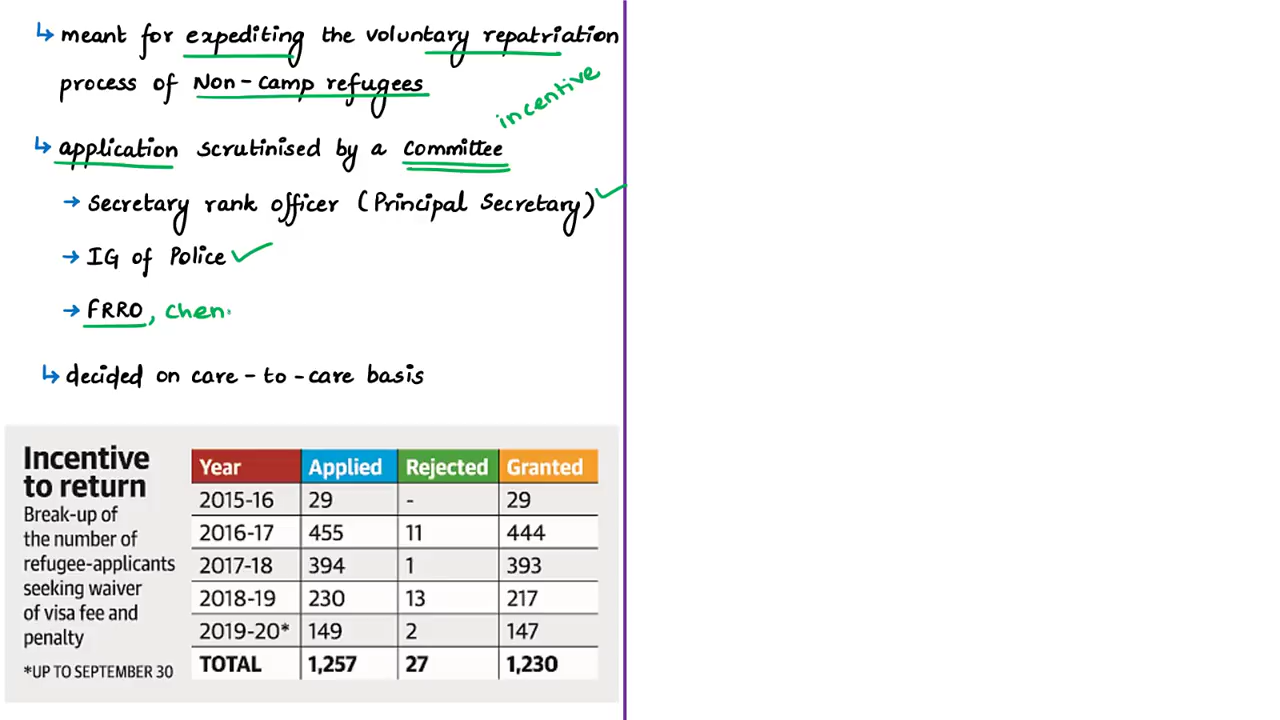 ↳ meant for expediting the voluntary repatriation
process of Non-camp refugees
incentive
↳ application scrutinised by a committee
→ Secretary rank officer (Principal Secretary)
→ IG of Police
→ FRRO, Chen
↳ decided on care-to-care basis
Incentive
to return
Break-up of
the number of
refugee-applicants
seeking waiver
of visa fee and
penalty
*UP TO SEPTEMBER 30
Year Applied Rejected Granted
2015-16 29 - 29
2016-17 455 11 444
2017-18 394 1 393
2018-19 230 13 217
2019-20* 149 2 147
TOTAL 1,257 27 1,230